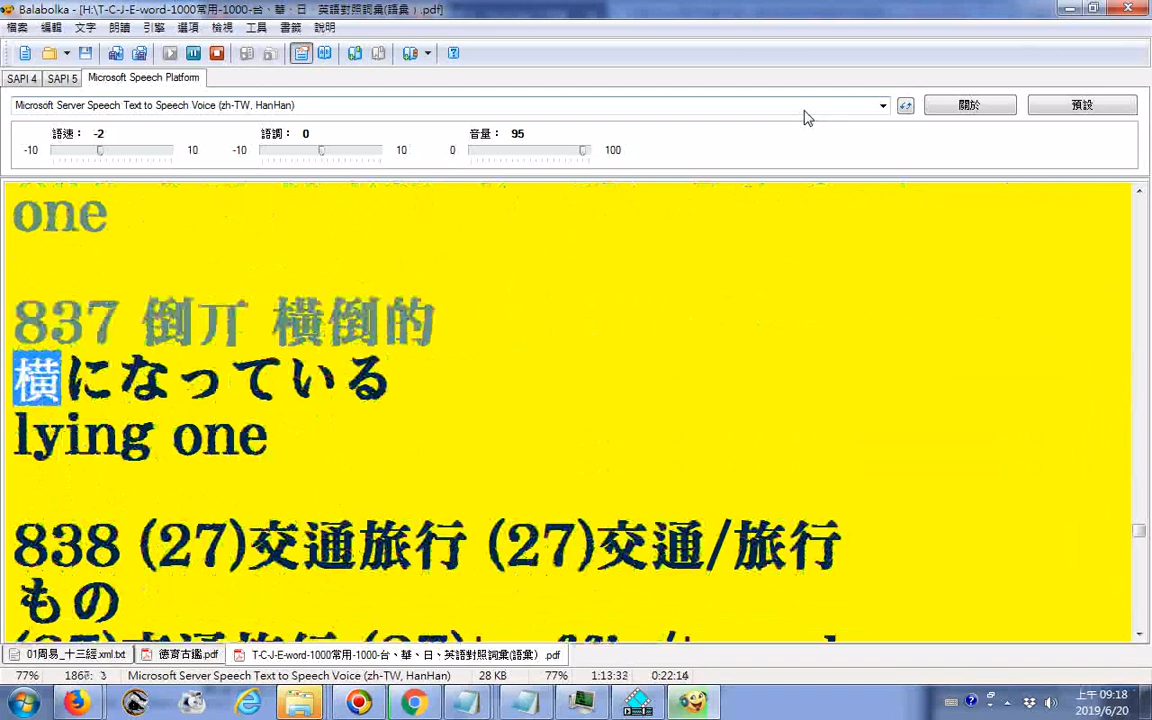 Balabolka - [H:\T-C-J-E-word-1000常用-1000-台、華、日、英語對照詞彙(語彙﹞.pdf]
檔案 編輯 文字 朗讀 引擎 選項 檢視 工具 書籤 說明
SAPI 4 SAPI 5 Microsoft Speech Platform
Microsoft Server Speech Text to Speech Voice (zh-TW, HanHan) 關於 預設
語速： -2 語調： 0 音量： 95
-10 10 -10 10 0 100
one
837 倒丌 橫倒的
橫になっている
lying one
838 (27)交通旅行 (27)交通/旅行
もの
01周易_十三經.xml.txt 德育古鑑.pdf T-C-J-E-word-1000常用-1000-台、華、日、英語對照詞彙(語彙﹞.pdf
77% Microsoft Server Speech Text to Speech Voice (zh-TW, HanHan) 28 KB 77% 1:13:33 0:22:14
上午 09:18
2019/6/20